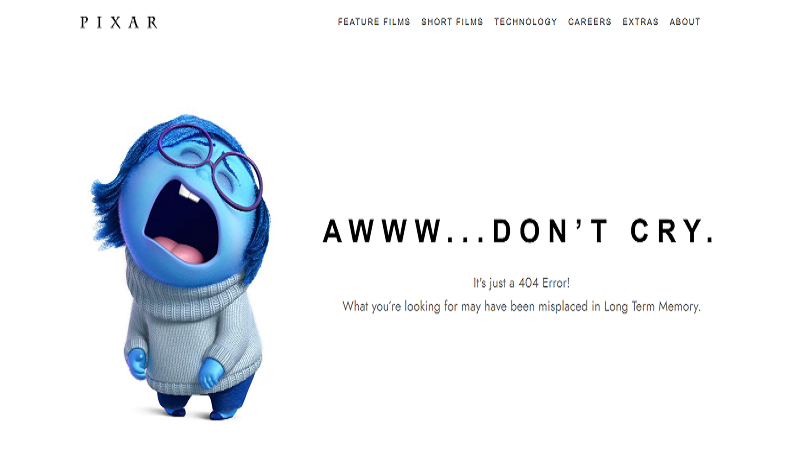 PIXAR
FEATURE FILMS SHORT FILMS TECHNOLOGY CAREERS EXTRAS ABOUT
AWWW...DON’T CRY.
It’s just a 404 Error!
What you’re looking for may have been misplaced in Long Term Memory.